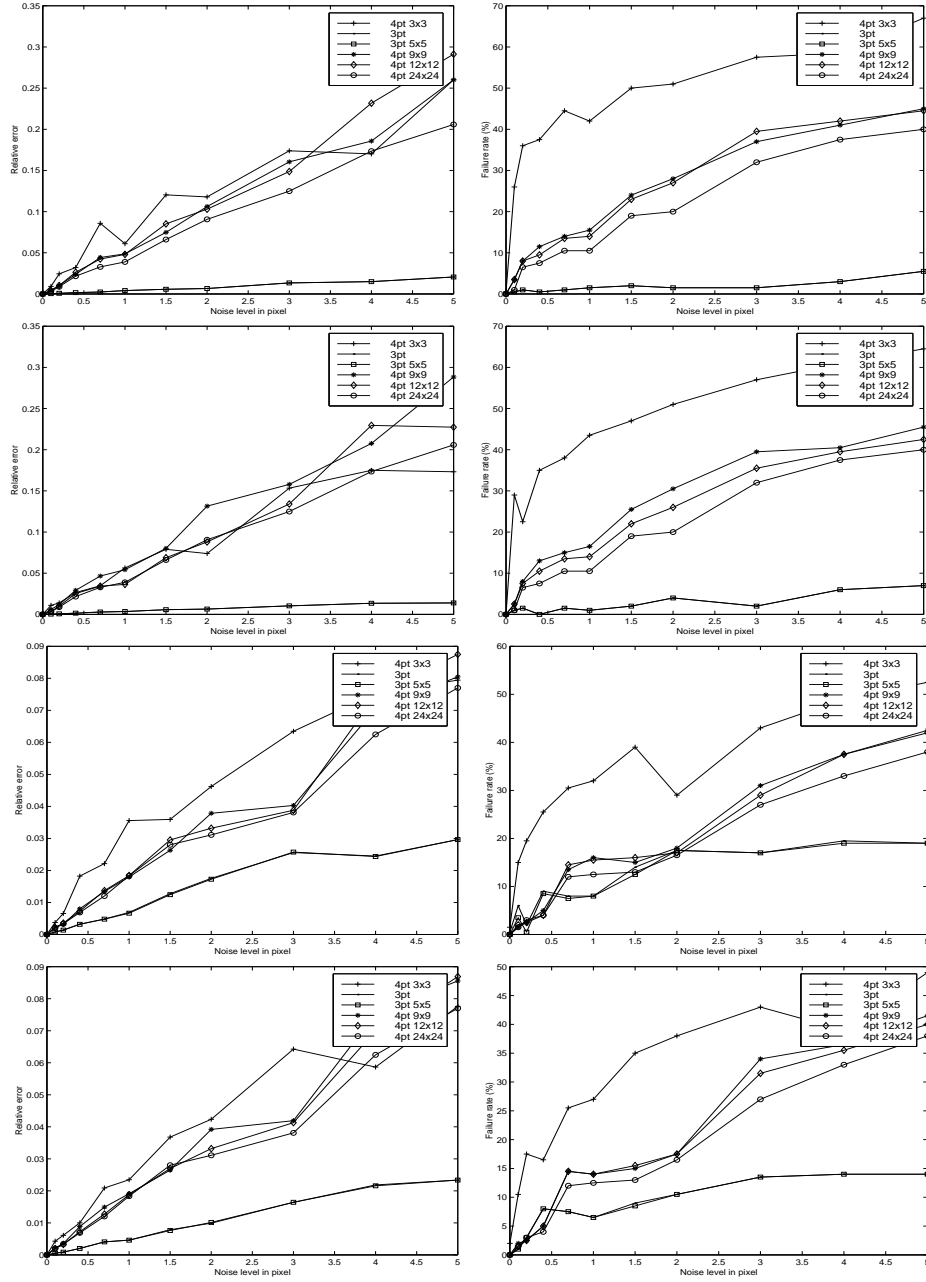 0.35
0.3
0.25
0.2
0.15
0.1
0.05
0
Relative error
4pt 3x3
3pt
3pt 5x5
4pt 9x9
4pt 12x12
4pt 24x24
0 0.5 1 1.5 2 2.5 3 3.5 4 4.5 5
Noise level in pixel
70
60
50
40
30
20
10
0
Failure rate (%)
4pt 3x3
3pt
3pt 5x5
4pt 9x9
4pt 12x12
4pt 24x24
0 0.5 1 1.5 2 2.5 3 3.5 4 4.5 5
Noise level in pixel
0.35
0.3
0.25
0.2
0.15
0.1
0.05
0
Relative error
4pt 3x3
3pt
3pt 5x5
4pt 9x9
4pt 12x12
4pt 24x24
0 0.5 1 1.5 2 2.5 3 3.5 4 4.5 5
Noise level in pixel
70
60
50
40
30
20
10
0
Failure rate (%)
4pt 3x3
3pt
3pt 5x5
4pt 9x9
4pt 12x12
4pt 24x24
0 0.5 1 1.5 2 2.5 3 3.5 4 4.5 5
Noise level in pixel
0.09
0.08
0.07
0.06
0.05
0.04
0.03
0.02
0.01
0
Relative error
4pt 3x3
3pt
3pt 5x5
4pt 9x9
4pt 12x12
4pt 24x24
0 0.5 1 1.5 2 2.5 3 3.5 4 4.5 5
Noise level in pixel
60
50
40
30
20
10
0
Failure rate (%)
4pt 3x3
3pt
3pt 5x5
4pt 9x9
4pt 12x12
4pt 24x24
0 0.5 1 1.5 2 2.5 3 3.5 4 4.5 5
Noise level in pixel
0.09
0.08
0.07
0.06
0.05
0.04
0.03
0.02
0.01
0
Relative error
4pt 3x3
3pt
3pt 5x5
4pt 9x9
4pt 12x12
4pt 24x24
0 0.5 1 1.5 2 2.5 3 3.5 4 4.5 5
Noise level in pixel
50
45
40
35
30
25
20
15
10
5
0
Failure rate (%)
4pt 3x3
3pt
3pt 5x5
4pt 9x9
4pt 12x12
4pt 24x24
0 0.5 1 1.5 2 2.5 3 3.5 4 4.5 5
Noise level in pixel